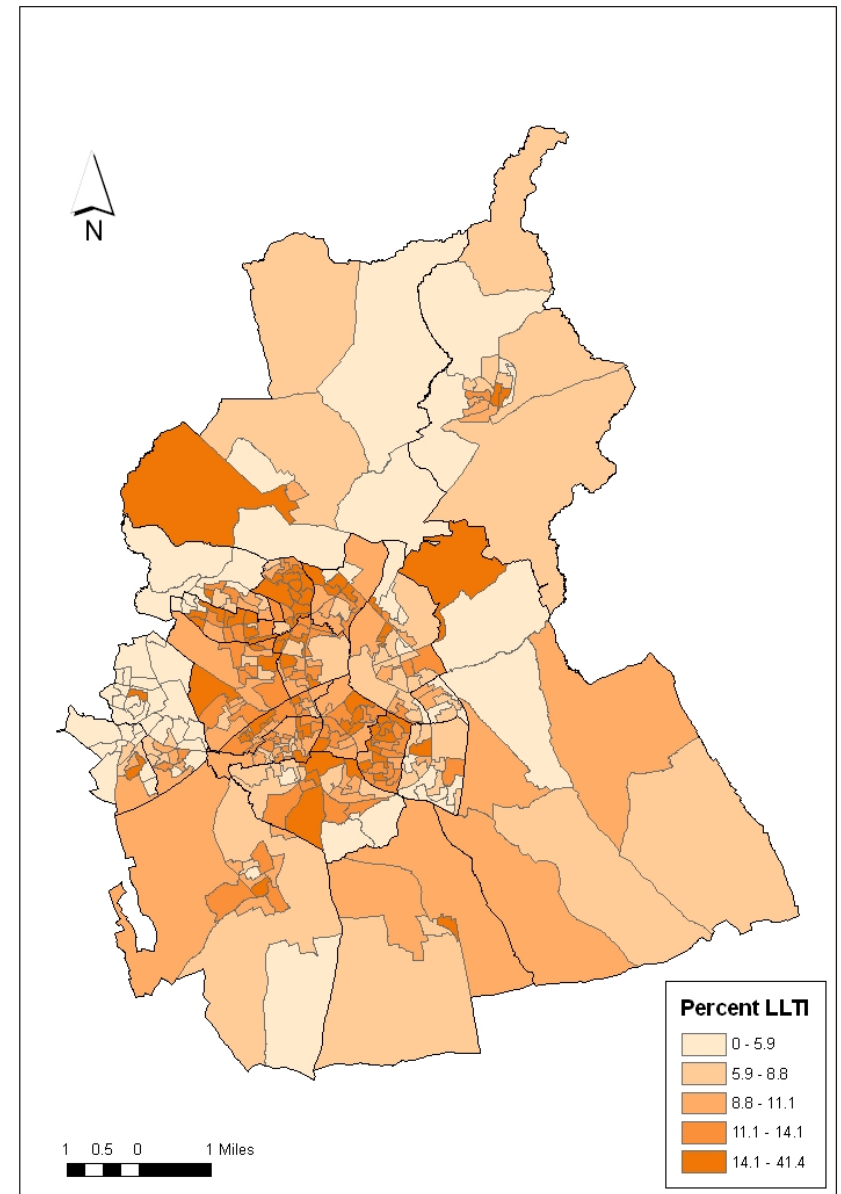 N
Percent LLTI
0 - 5.9
5.9 - 8.8
8.8 - 11.1
11.1 - 14.1
14.1 - 41.4
1 0.5 0 1 Miles